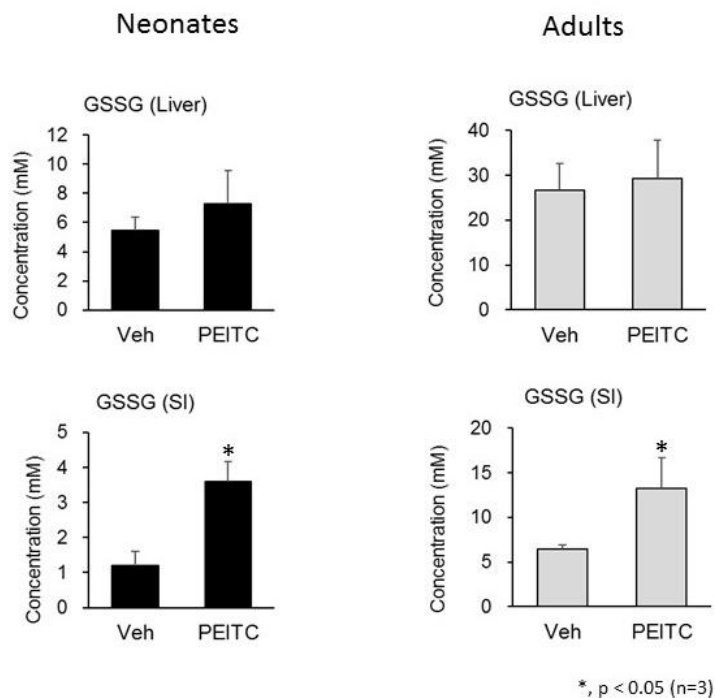 Neonates
Adults
GSSG (Liver)
Concentration (mM)
12
10
8
6
4
2
0
Veh PEITC
GSSG (Liver)
Concentration (mM)
40
30
20
10
0
Veh PEITC
GSSG (SI)
Concentration (mM)
5
4
3
2
1
0
*
Veh PEITC
GSSG (SI)
Concentration (mM)
20
15
10
5
0
*
Veh PEITC
*, p < 0.05 (n=3)